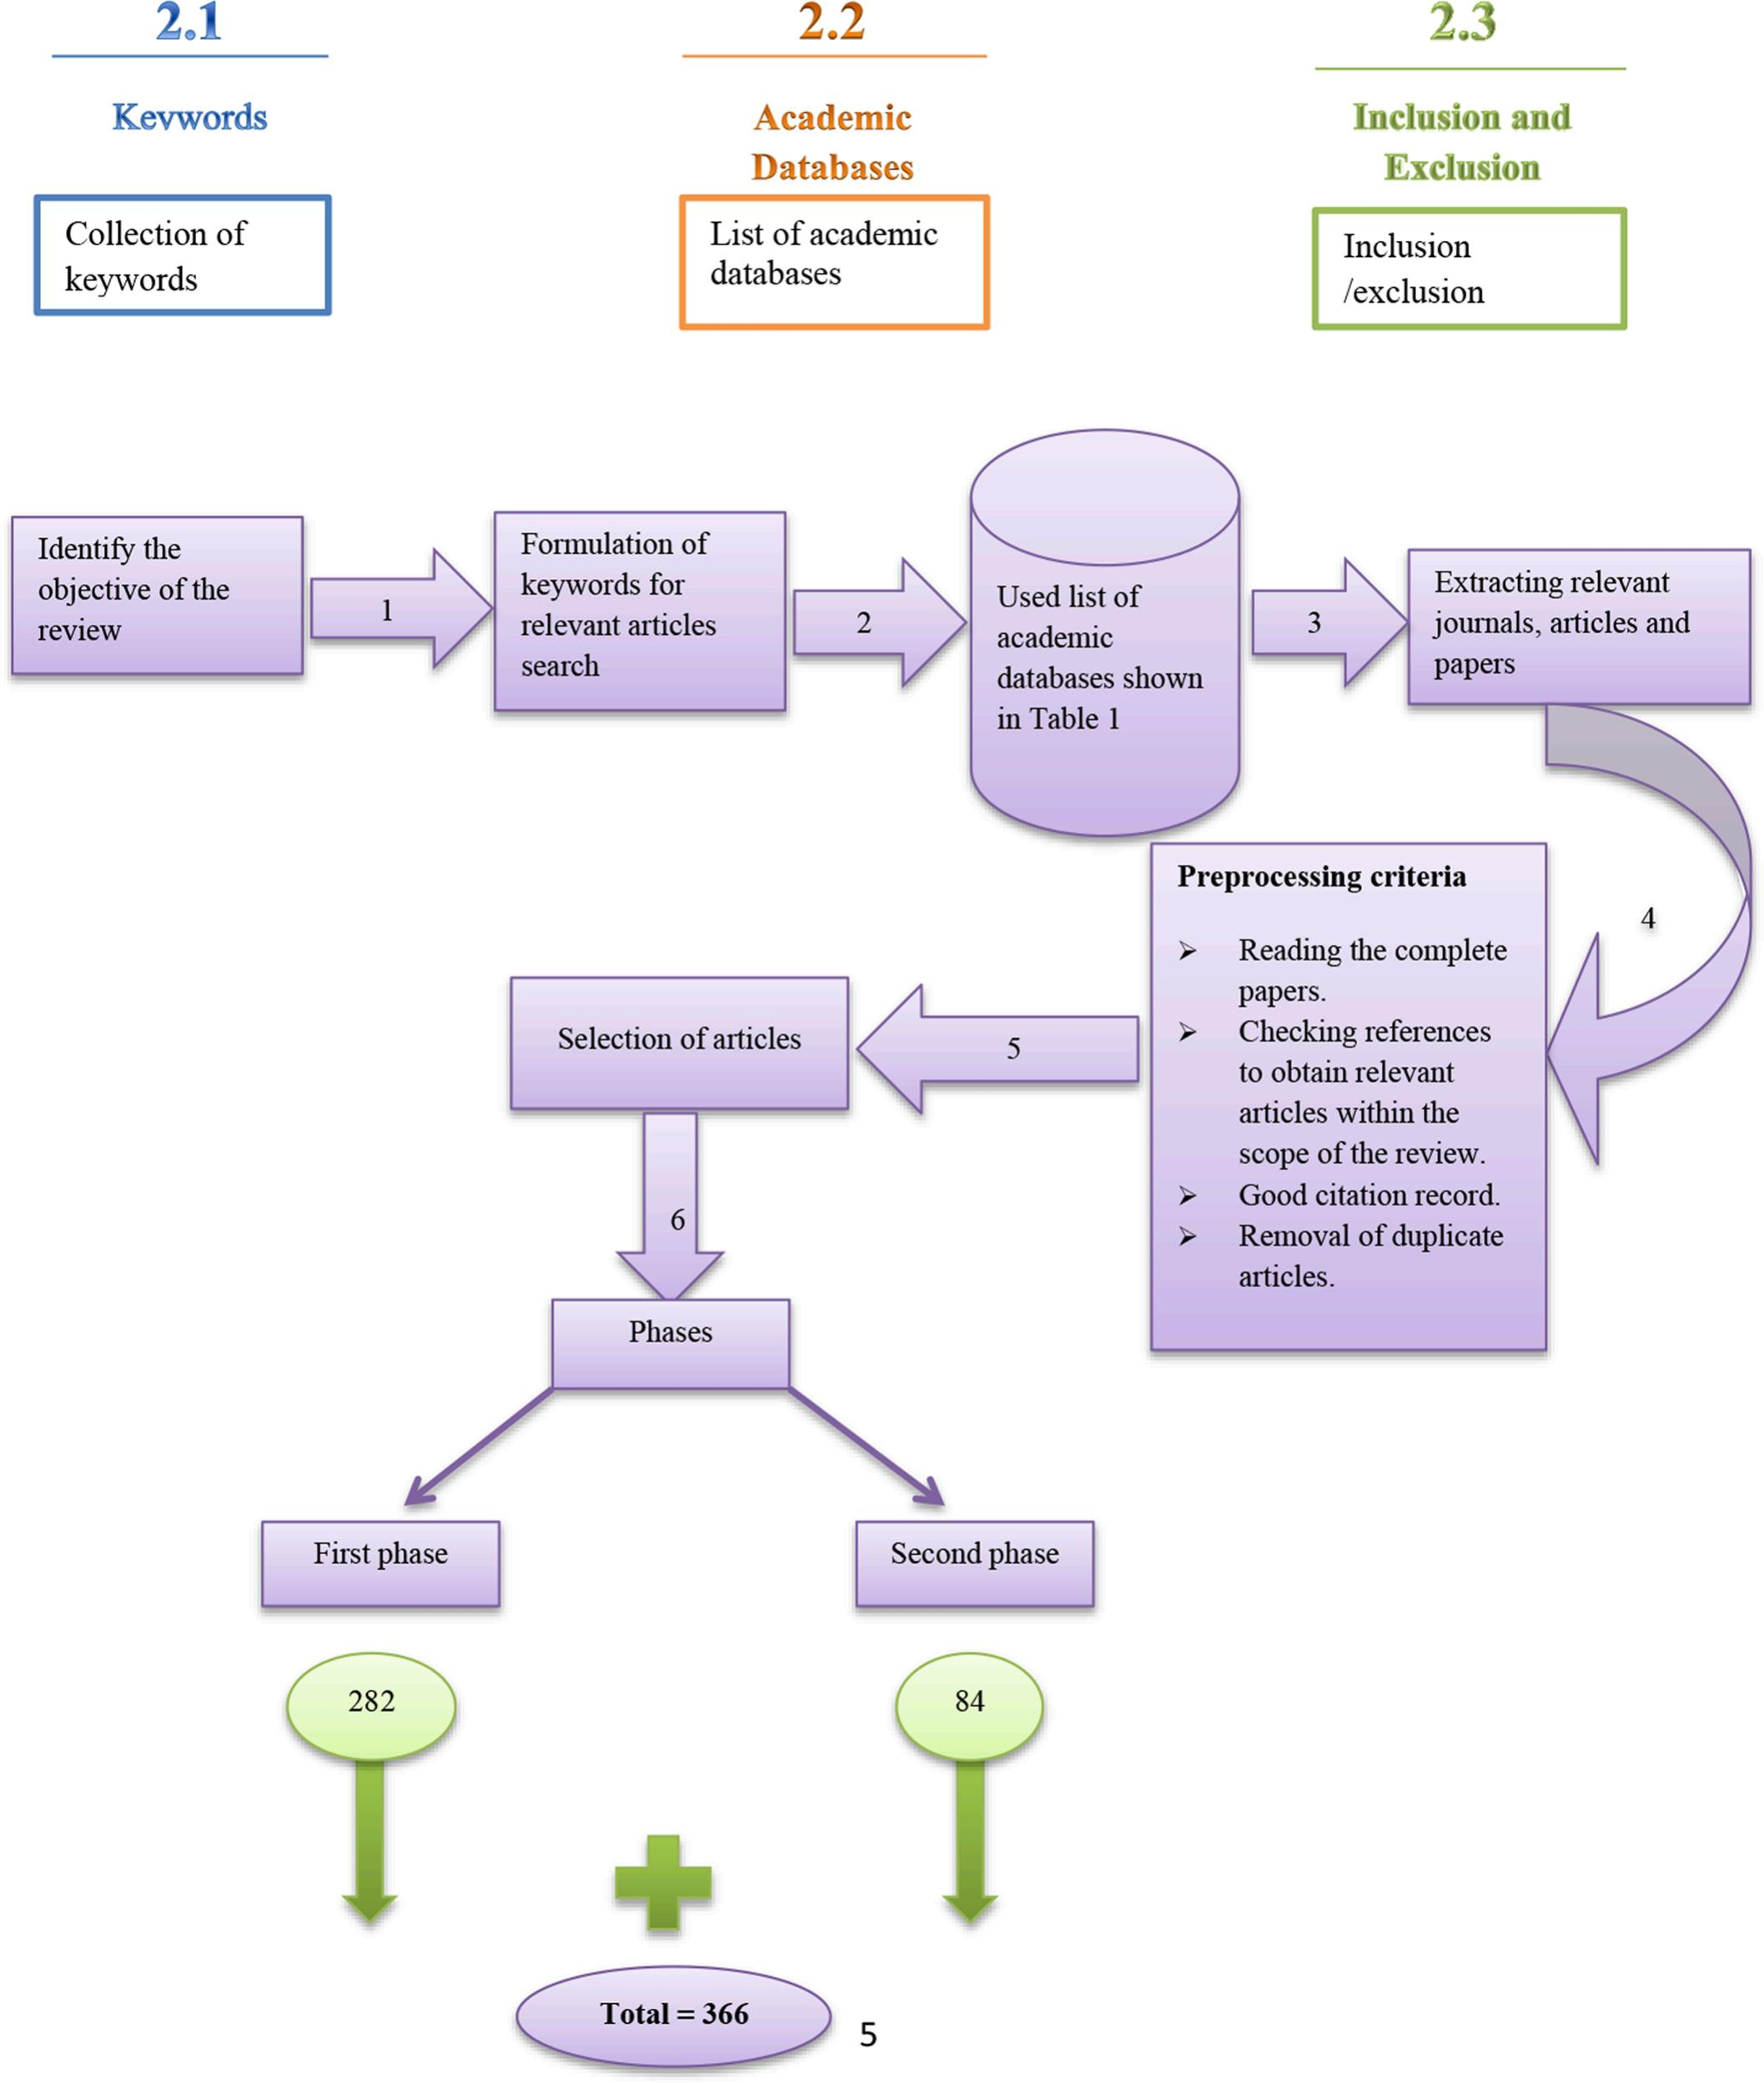 2.1
Kevwords
Collection of
keywords
2.2
Academic
Databases
List of academic
databases
2.3
Inclusion and
Exclusion
Inclusion
/exclusion
Identify the
objective of the
review
1
Formulation of
keywords for
relevant articles
search
2
Used list of
academic
databases shown
in Table 1
3
Extracting relevant
journals, articles and
papers
4
Preprocessing criteria
➢ Reading the complete
papers.
➢ Checking references
to obtain relevant
articles within the
scope of the review.
➢ Good citation record.
➢ Removal of duplicate
articles.
5
Selection of articles
6
Phases
First phase
Second phase
282
84
Total = 366
5